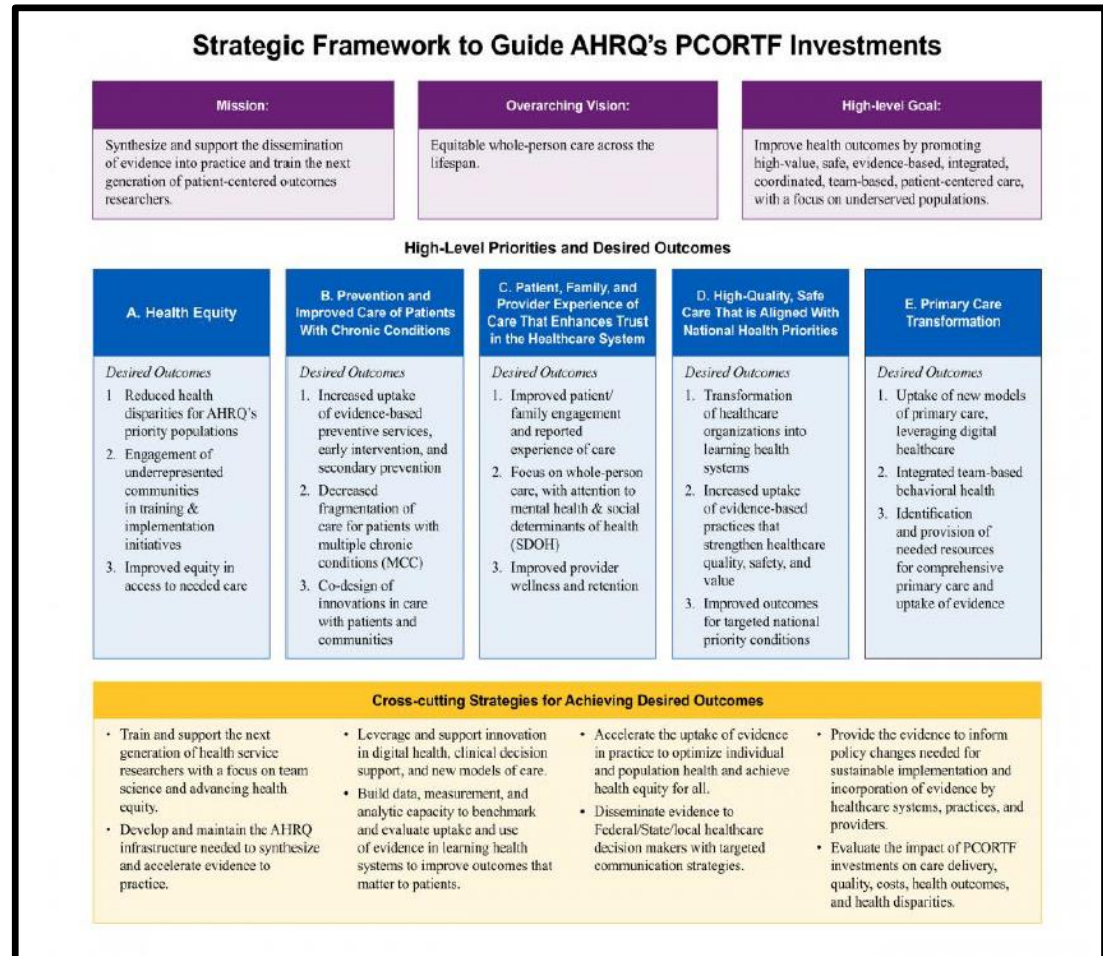 Strategic Framework to Guide AHRQ's PCORTF Investments
Mission:
Synthesize and support the dissemination
of evidence into practice and train the next
generation of patient-centered outcomes
researchers.
Overarching Vision:
Equitable whole-person care across the
lifespan.
High-level Goal:
Improve health outcomes by promoting
high-value, safe, evidence-based, integrated,
coordinated, team-based, patient-centered care,
with a focus on underserved populations.
High-Level Priorities and Desired Outcomes
A. Health Equity
Desired Outcomes
1 Reduced health
disparities for AHRQ's
priority populations
2. Engagement of
underrepresented
communities
in training &
implementation
initiatives
3. Improved equity in
access to needed care
B. Prevention and
Improved Care of Patients
With Chronic Conditions
Desired Outcomes
1. Increased uptake
of evidence-based
preventive services,
early intervention, and
secondary prevention
2. Decreased
fragmentation of
care for patients with
multiple chronic
conditions (MCC)
3. Co-design of
innovations in care
with patients and
communities
C. Patient, Family, and
Provider Experience of
Care That Enhances Trust
in the Healthcare System
Desired Outcomes
1. Improved patient/
family engagement
and reported
experience of care
2. Focus on whole-person
care, with attention to
mental health & social
determinants of health
(SDOH)
3. Improved provider
wellness and retention
D. High-Quality, Safe
Care That is Aligned With
National Health Priorities
Desired Outcomes
1. Transformation
of healthcare
organizations into
learning health
systems
2. Increased uptake
of evidence-based
practices that
strengthen healthcare
quality, safety, and
value
3. Improved outcomes
for targeted national
priority conditions
E. Primary Care
Transformation
Desired Outcomes
1. Uptake of new models
of primary care,
leveraging digital
healthcare
2. Integrated team-based
behavioral health
3. Identification
and provision of
needed resources
for comprehensive
primary care and
uptake of evidence
Cross-cutting Strategies for Achieving Desired Outcomes
• Train and support the next
generation of health service
researchers with a focus on team
science and advancing health
equity.
• Develop and maintain the AHRQ
infrastructure needed to synthesize
and accelerate evidence to
practice.
• Leverage and support innovation
in digital health, clinical decision
support, and new models of care.
• Build data, measurement, and
analytic capacity to benchmark
and evaluate uptake and use
of evidence in learning health
systems to improve outcomes that
matter to patients.
• Accelerate the uptake of evidence
in practice to optimize individual
and population health and achieve
health equity for all.
• Disseminate evidence to
Federal/State/local healthcare
decision makers with targeted
communication strategies.
• Provide the evidence to inform
policy changes needed for
sustainable implementation and
incorporation of evidence by
healthcare systems, practices, and
providers.
• Evaluate the impact of PCORTF
investments on care delivery,
quality, costs, health outcomes,
and health disparities.